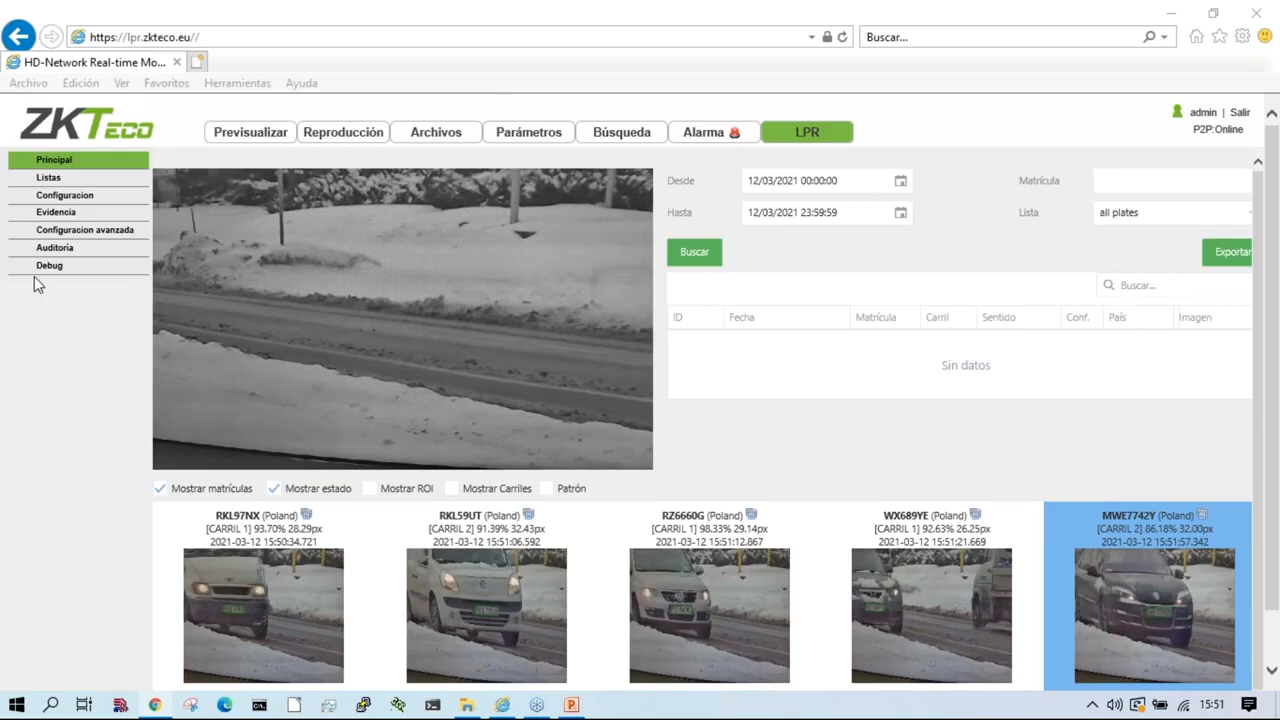 https://lpr.zkteco.eu//
Buscar...
HD-Network Real-time Mo...
Archivo Edición Ver Favoritos Herramientas Ayuda
ZKTECO
Previsualizar Reproducción Archivos Parámetros Búsqueda Alarma LPR
admin | Salir
P2P:Online
Principal
Listas
Configuracion
Evidencia
Configuracion avanzada
Auditoría
Debug
Desde 12/03/2021 00:00:00 Matrícula
Hasta 12/03/2021 23:59:59 Lista all plates
Buscar Exportar
Buscar...
ID Fecha Matrícula Carril Sentido Conf. País Imagen
Sin datos
Mostrar matrículas Mostrar estado Mostrar ROI Mostrar Carriles Patrón
RKL97NX (Poland)
[CARRIL 1] 93.70% 28.29px
2021-03-12 15:50:34.721
RKL59UT (Poland)
[CARRIL 2] 91.39% 32.43px
2021-03-12 15:51:06.592
RZ6660G (Poland)
[CARRIL 1] 98.33% 29.14px
2021-03-12 15:51:12.867
WX689YE (Poland)
[CARRIL 1] 92.63% 26.25px
2021-03-12 15:51:21.669
MWE7742Y (Poland)
[CARRIL 2] 86.18% 32.00px
2021-03-12 15:51:57.342
15:51